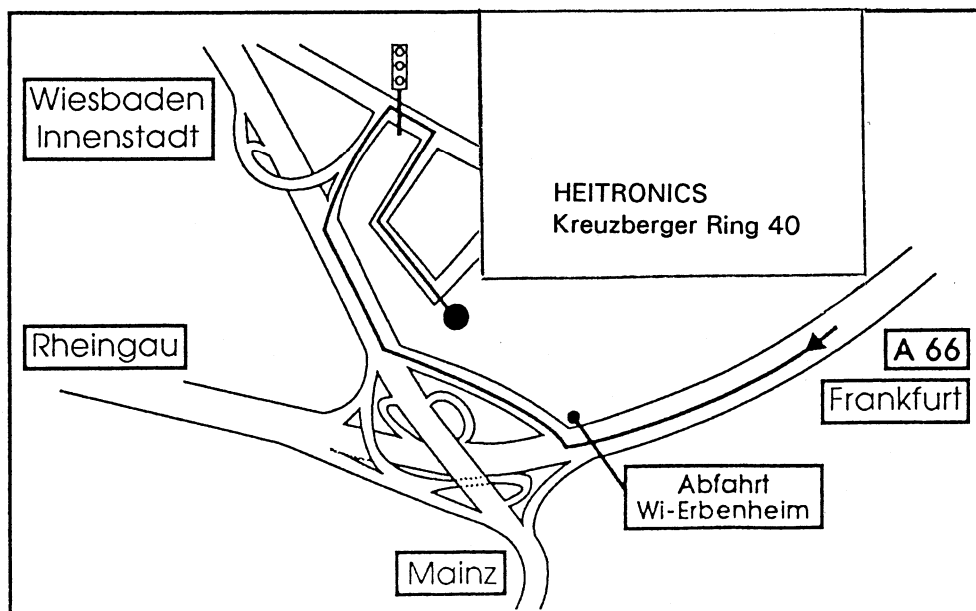 Wiesbaden
Innenstadt
HEITRONICS
Kreuzberger Ring 40
Rheingau
A 66
Frankfurt
Abfahrt
Wi-Erbenheim
Mainz